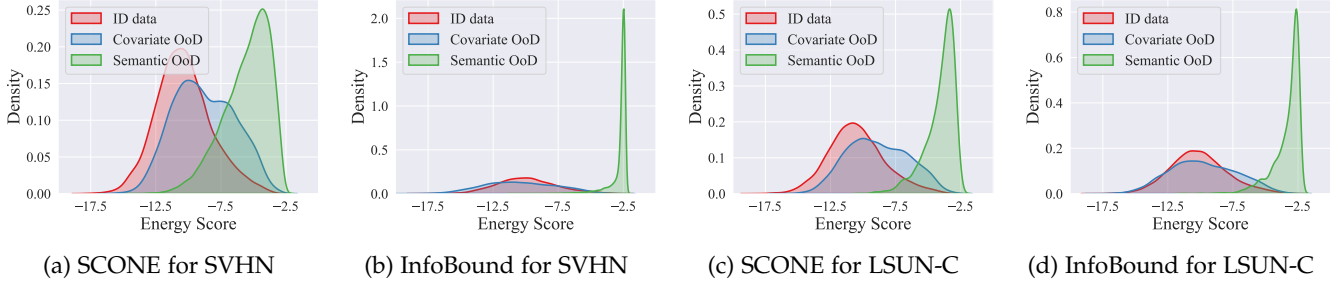 ID data
Covariate OoD
Semantic OoD
0.25
0.20
0.15
0.10
0.05
0.00
Density
−17.5 −12.5 −7.5 −2.5
Energy Score
(a) SCONE for SVHN
ID data
Covariate OoD
Semantic OoD
2.0
1.5
1.0
0.5
0.0
Density
−17.5 −12.5 −7.5 −2.5
Energy Score
(b) InfoBound for SVHN
ID data
Covariate OoD
Semantic OoD
0.5
0.4
0.3
0.2
0.1
0.0
Density
−17.5 −12.5 −7.5 −2.5
Energy Score
(c) SCONE for LSUN-C
ID data
Covariate OoD
Semantic OoD
0.8
0.6
0.4
0.2
0.0
Density
−17.5 −12.5 −7.5 −2.5
Energy Score
(d) InfoBound for LSUN-C